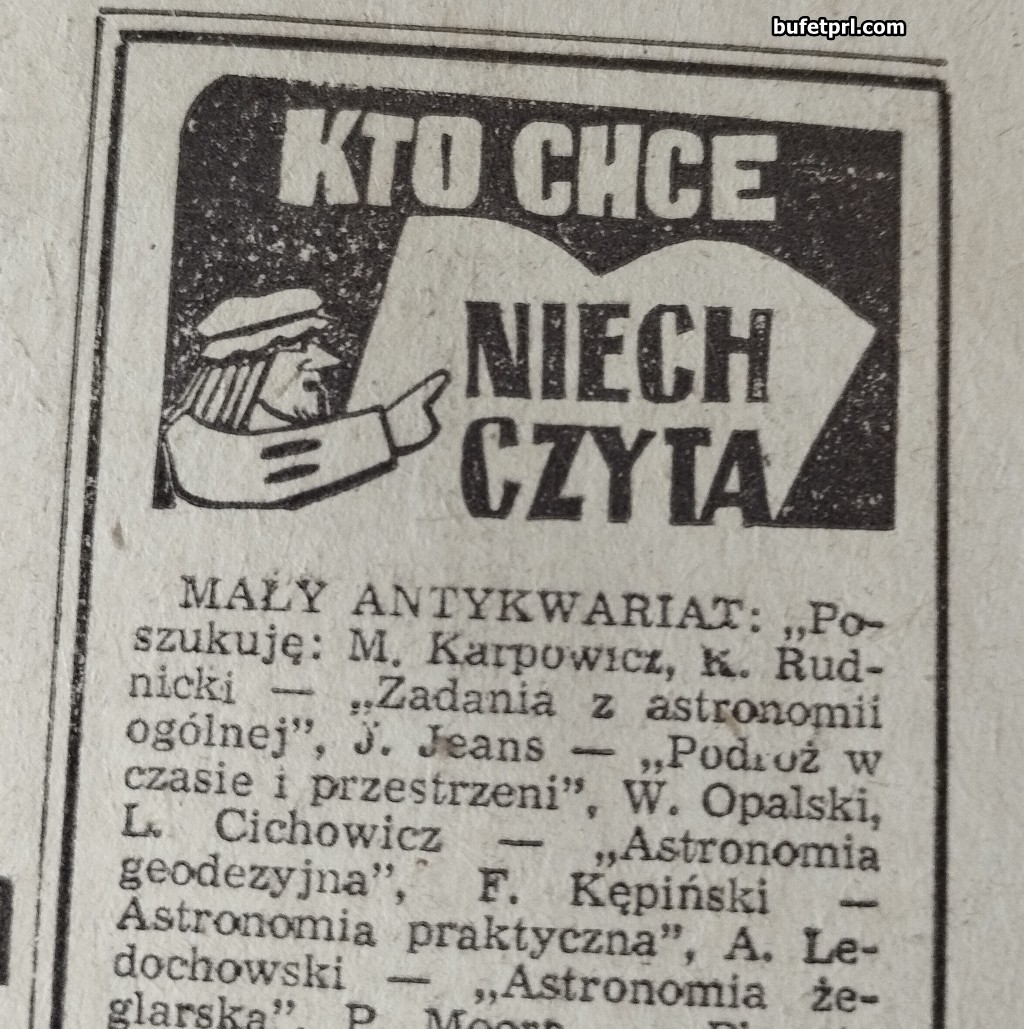 bufetprl.com
KTO CHCE
NIECH
CZYTA
MAŁY ANTYKWARIAT: „Po-
szukuję: M. Karpowicz, K. Rud-
nicki — „Zadania z astronomii
ogólnej”, J. Jeans — „Podróż w
czasie i przestrzeni”, W. Opalski,
L. Cichowicz — „Astronomia
geodezyjna”, F. Kępiński —
Astronomia praktyczna”, A. Le-
dochowski — „Astronomia że-
glarska”, P.